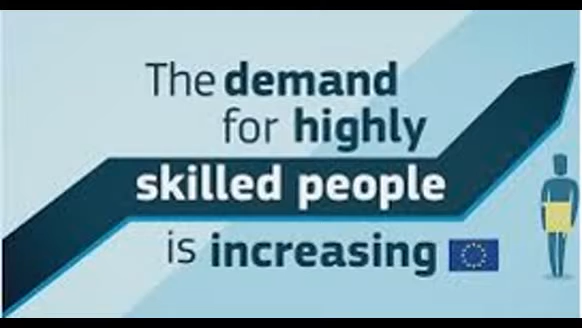 The demand
for highly
skilled people
is increasing